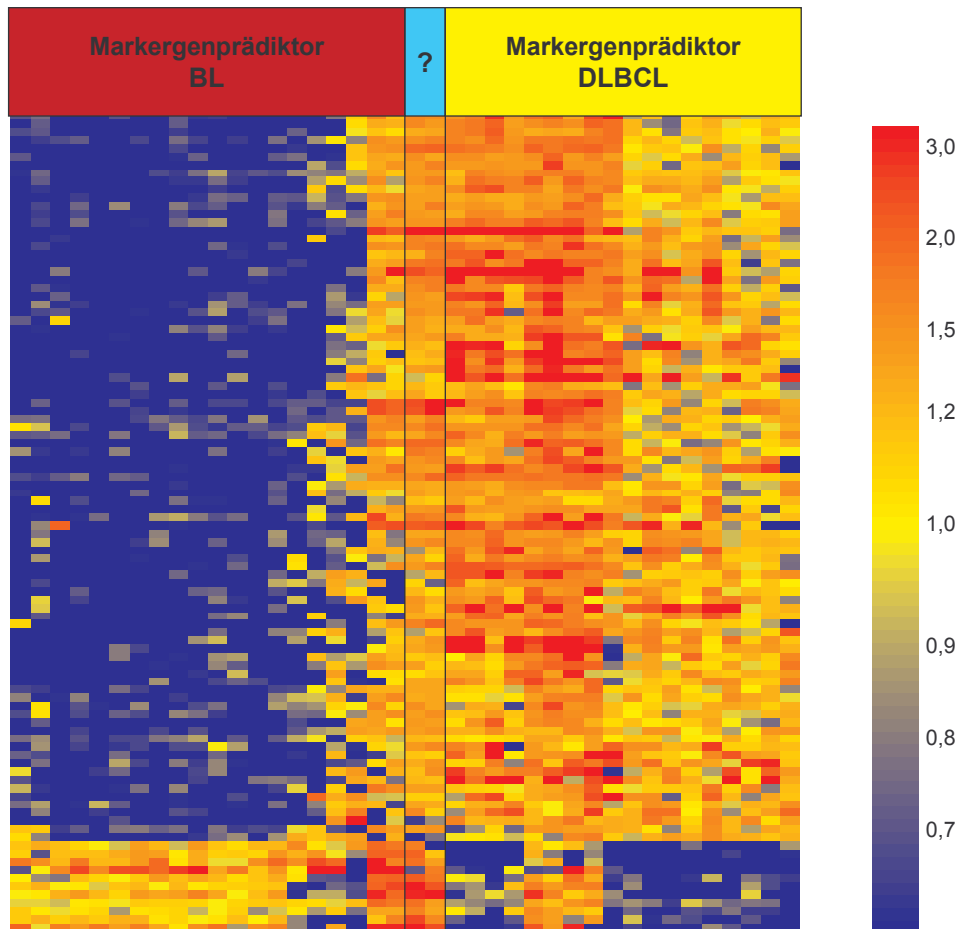 Markergenprädiktor
BL
?
Markergenprädiktor
DLBCL
3,0
2,0
1,5
1,2
1,0
0,9
0,8
0,7